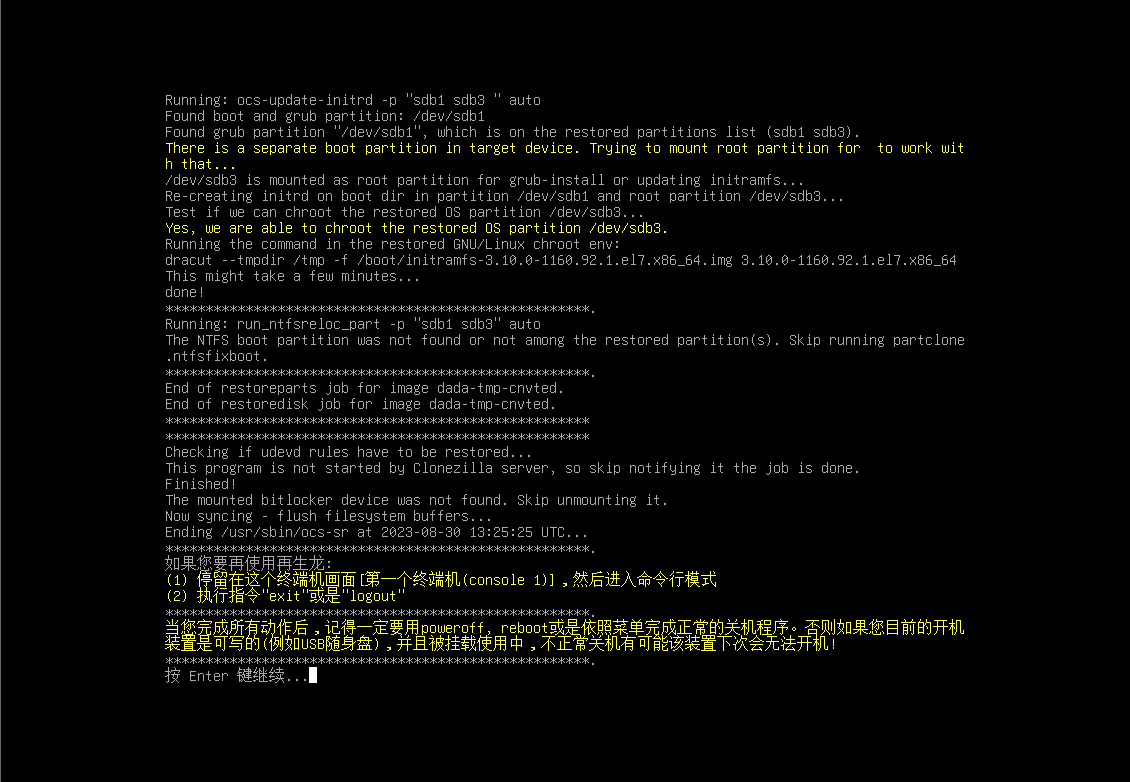 Running: ocs-update-initrd -p "sdb1 sdb3 " auto
Found boot and grub partition: /dev/sdb1
Found grub partition "/dev/sdb1", which is on the restored partitions list (sdb1 sdb3).
There is a separate boot partition in target device. Trying to mount root partition for  to work wit
h that...
/dev/sdb3 is mounted as root partition for grub-install or updating initramfs...
Re-creating initrd on boot dir in partition /dev/sdb1 and root partition /dev/sdb3...
Test if we can chroot the restored OS partition /dev/sdb3...
Yes, we are able to chroot the restored OS partition /dev/sdb3.
Running the command in the restored GNU/Linux chroot env:
dracut --tmpdir /tmp -f /boot/initramfs-3.10.0-1160.92.1.el7.x86_64.img 3.10.0-1160.92.1.el7.x86_64
This might take a few minutes...
done!
*****************************************************.
Running: run_ntfsreloc_part -p "sdb1 sdb3" auto
The NTFS boot partition was not found or not among the restored partition(s). Skip running partclone
.ntfsfixboot.
*****************************************************.
End of restoreparts job for image dada-tmp-cnvted.
End of restoredisk job for image dada-tmp-cnvted.
*****************************************************
*****************************************************
Checking if udevd rules have to be restored...
This program is not started by Clonezilla server, so skip notifying it the job is done.
Finished!
The mounted bitlocker device was not found. Skip unmounting it.
Now syncing - flush filesystem buffers...
Ending /usr/sbin/ocs-sr at 2023-08-30 13:25:25 UTC...
*****************************************************.
如果您要再使用再生龙:
(1) 停留在这个终端机画面[第一个终端机(console 1)],然后进入命令行模式
(2) 执行指令"exit"或是"logout"
*****************************************************.
当您完成所有动作后,记得一定要用poweroff, reboot或是依照菜单完成正常的关机程序。否则如果您目前的开机
装置是可写的(例如USB随身盘),并且被挂载使用中,不正常关机有可能该装置下次会无法开机!
*****************************************************.
按 Enter 键继续...